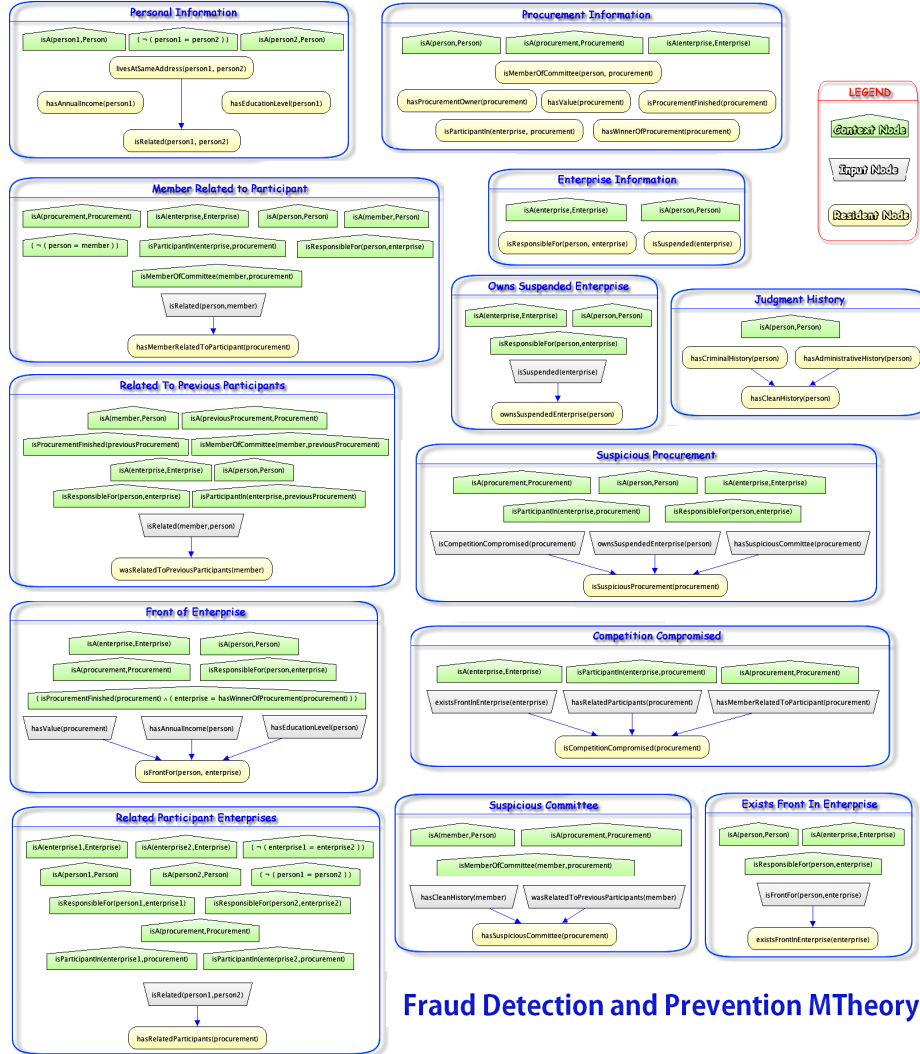 Personal Information
isA(person1,Person)
( ¬ ( person1 = person2 ) )
isA(person2,Person)
livesAtSameAddress(person1, person2)
hasAnnualIncome(person1)
hasEducationLevel(person1)
isRelated(person1, person2)
Procurement Information
isA(person,Person)
isA(procurement,Procurement)
isA(enterprise,Enterprise)
isMemberOfCommittee(person, procurement)
hasProcurementOwner(procurement)
hasValue(procurement)
isProcurementFinished(procurement)
isParticipantIn(enterprise, procurement)
hasWinnerOfProcurement(procurement)
LEGEND
Context Node
Input Node
Resident Node
Member Related to Participant
isA(procurement,Procurement)
isA(enterprise,Enterprise)
isA(person,Person)
isA(member,Person)
( ¬ ( person = member ) )
isParticipantIn(enterprise,procurement)
isResponsibleFor(person,enterprise)
isMemberOfCommittee(member,procurement)
isRelated(person,member)
hasMemberRelatedToParticipant(procurement)
Enterprise Information
isA(enterprise,Enterprise)
isA(person,Person)
isResponsibleFor(person, enterprise)
isSuspended(enterprise)
Owns Suspended Enterprise
isA(enterprise,Enterprise)
isA(person,Person)
isResponsibleFor(person,enterprise)
isSuspended(enterprise)
ownsSuspendedEnterprise(person)
Judgment History
isA(person,Person)
hasCriminalHistory(person)
hasAdministrativeHistory(person)
hasCleanHistory(person)
Related To Previous Participants
isA(member,Person)
isA(previousProcurement,Procurement)
isProcurementFinished(previousProcurement)
isMemberOfCommittee(member,previousProcurement)
isA(enterprise,Enterprise)
isA(person,Person)
isResponsibleFor(person,enterprise)
isParticipantIn(enterprise,previousProcurement)
isRelated(member,person)
wasRelatedToPreviousParticipants(member)
Suspicious Procurement
isA(procurement,Procurement)
isA(person,Person)
isA(enterprise,Enterprise)
isParticipantIn(enterprise,procurement)
isResponsibleFor(person,enterprise)
isCompetitionCompromised(procurement)
ownsSuspendedEnterprise(person)
hasSuspiciousCommittee(procurement)
isSuspiciousProcurement(procurement)
Front of Enterprise
isA(enterprise,Enterprise)
isA(person,Person)
isA(procurement,Procurement)
isResponsibleFor(person,enterprise)
( isProcurementFinished(procurement) ∧ ( enterprise = hasWinnerOfProcurement(procurement) ) )
hasValue(procurement)
hasAnnualIncome(person)
hasEducationLevel(person)
isFrontFor(person, enterprise)
Competition Compromised
isA(enterprise,Enterprise)
isParticipantIn(enterprise,procurement)
isA(procurement,Procurement)
existsFrontInEnterprise(enterprise)
hasRelatedParticipants(procurement)
hasMemberRelatedToParticipant(procurement)
isCompetitionCompromised(procurement)
Related Participant Enterprises
isA(enterprise1,Enterprise)
isA(enterprise2,Enterprise)
( ¬ ( enterprise1 = enterprise2 ) )
isA(person1,Person)
isA(person2,Person)
( ¬ ( person1 = person2 ) )
isResponsibleFor(person1,enterprise1)
isResponsibleFor(person2,enterprise2)
isA(procurement,Procurement)
isParticipantIn(enterprise1,procurement)
isParticipantIn(enterprise2,procurement)
isRelated(person1,person2)
hasRelatedParticipants(procurement)
Suspicious Committee
isA(member,Person)
isA(procurement,Procurement)
isMemberOfCommittee(member,procurement)
hasCleanHistory(member)
wasRelatedToPreviousParticipants(member)
hasSuspiciousCommittee(procurement)
Exists Front In Enterprise
isA(person,Person)
isA(enterprise,Enterprise)
isResponsibleFor(person,enterprise)
isFrontFor(person,enterprise)
existsFrontInEnterprise(enterprise)
Fraud Detection and Prevention MTheory